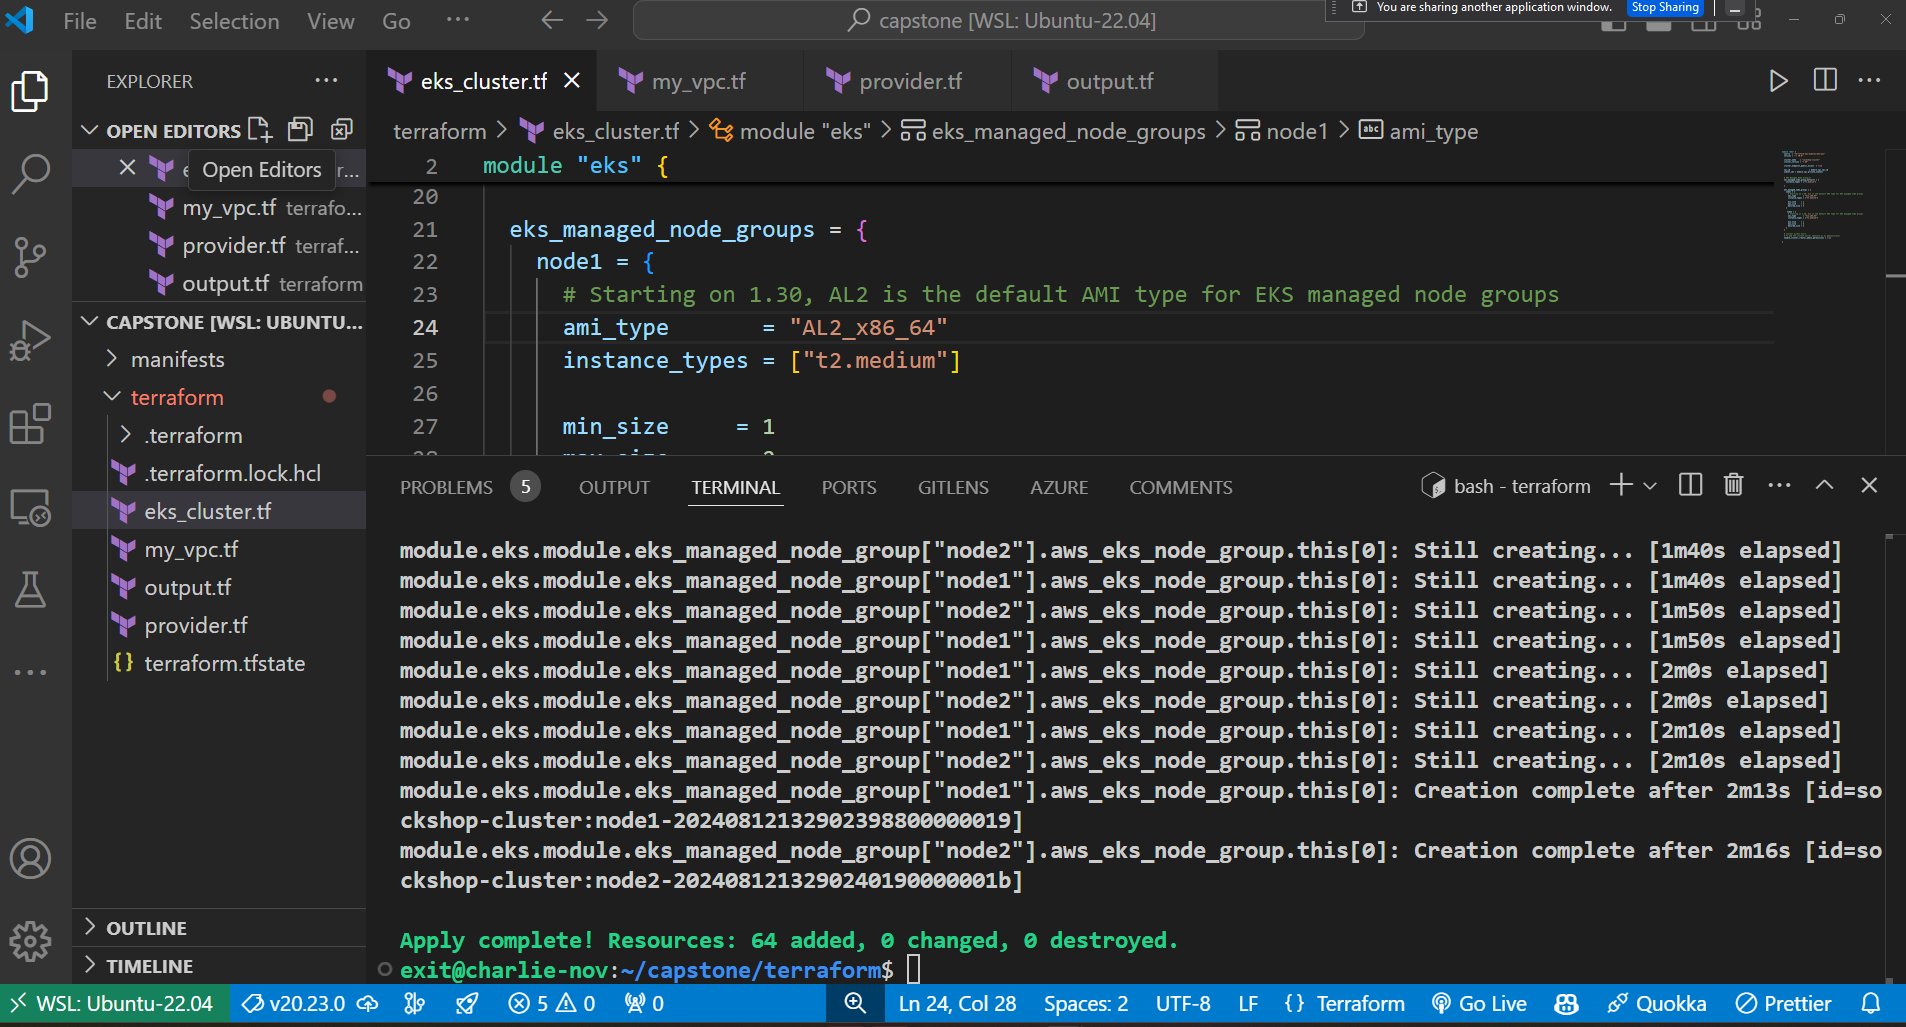 File Edit Selection View Go ···
capstone [WSL: Ubuntu-22.04]
You are sharing another application window. Stop Sharing
EXPLORER
OPEN EDITORS
Open Editors
r...
my_vpc.tf terrafo...
provider.tf terraf...
output.tf terraform
CAPSTONE [WSL: UBUNTU...
manifests
terraform
.terraform
.terraform.lock.hcl
eks_cluster.tf
my_vpc.tf
output.tf
provider.tf
{} terraform.tfstate
OUTLINE
TIMELINE
eks_cluster.tf my_vpc.tf provider.tf output.tf
terraform > eks_cluster.tf > module "eks" > eks_managed_node_groups > node1 > abc ami_type
2 module "eks" {
20
21 eks_managed_node_groups = {
22 node1 = {
23 # Starting on 1.30, AL2 is the default AMI type for EKS managed node groups
24 ami_type = "AL2_x86_64"
25 instance_types = ["t2.medium"]
26
27 min_size = 1
PROBLEMS 5 OUTPUT TERMINAL PORTS GITLENS AZURE COMMENTS bash - terraform
module.eks.module.eks_managed_node_group["node2"].aws_eks_node_group.this[0]: Still creating... [1m40s elapsed]
module.eks.module.eks_managed_node_group["node1"].aws_eks_node_group.this[0]: Still creating... [1m40s elapsed]
module.eks.module.eks_managed_node_group["node2"].aws_eks_node_group.this[0]: Still creating... [1m50s elapsed]
module.eks.module.eks_managed_node_group["node1"].aws_eks_node_group.this[0]: Still creating... [1m50s elapsed]
module.eks.module.eks_managed_node_group["node1"].aws_eks_node_group.this[0]: Still creating... [2m0s elapsed]
module.eks.module.eks_managed_node_group["node2"].aws_eks_node_group.this[0]: Still creating... [2m0s elapsed]
module.eks.module.eks_managed_node_group["node1"].aws_eks_node_group.this[0]: Still creating... [2m10s elapsed]
module.eks.module.eks_managed_node_group["node2"].aws_eks_node_group.this[0]: Still creating... [2m10s elapsed]
module.eks.module.eks_managed_node_group["node1"].aws_eks_node_group.this[0]: Creation complete after 2m13s [id=so
ckshop-cluster:node1-20240812132902398800000019]
module.eks.module.eks_managed_node_group["node2"].aws_eks_node_group.this[0]: Creation complete after 2m16s [id=so
ckshop-cluster:node2-2024081213290240190000001b]
Apply complete! Resources: 64 added, 0 changed, 0 destroyed.
exit@charlie-nov:~/capstone/terraform$
WSL: Ubuntu-22.04 v20.23.0 5 0 0 Ln 24, Col 28 Spaces: 2 UTF-8 LF {} Terraform Go Live Quokka Prettier